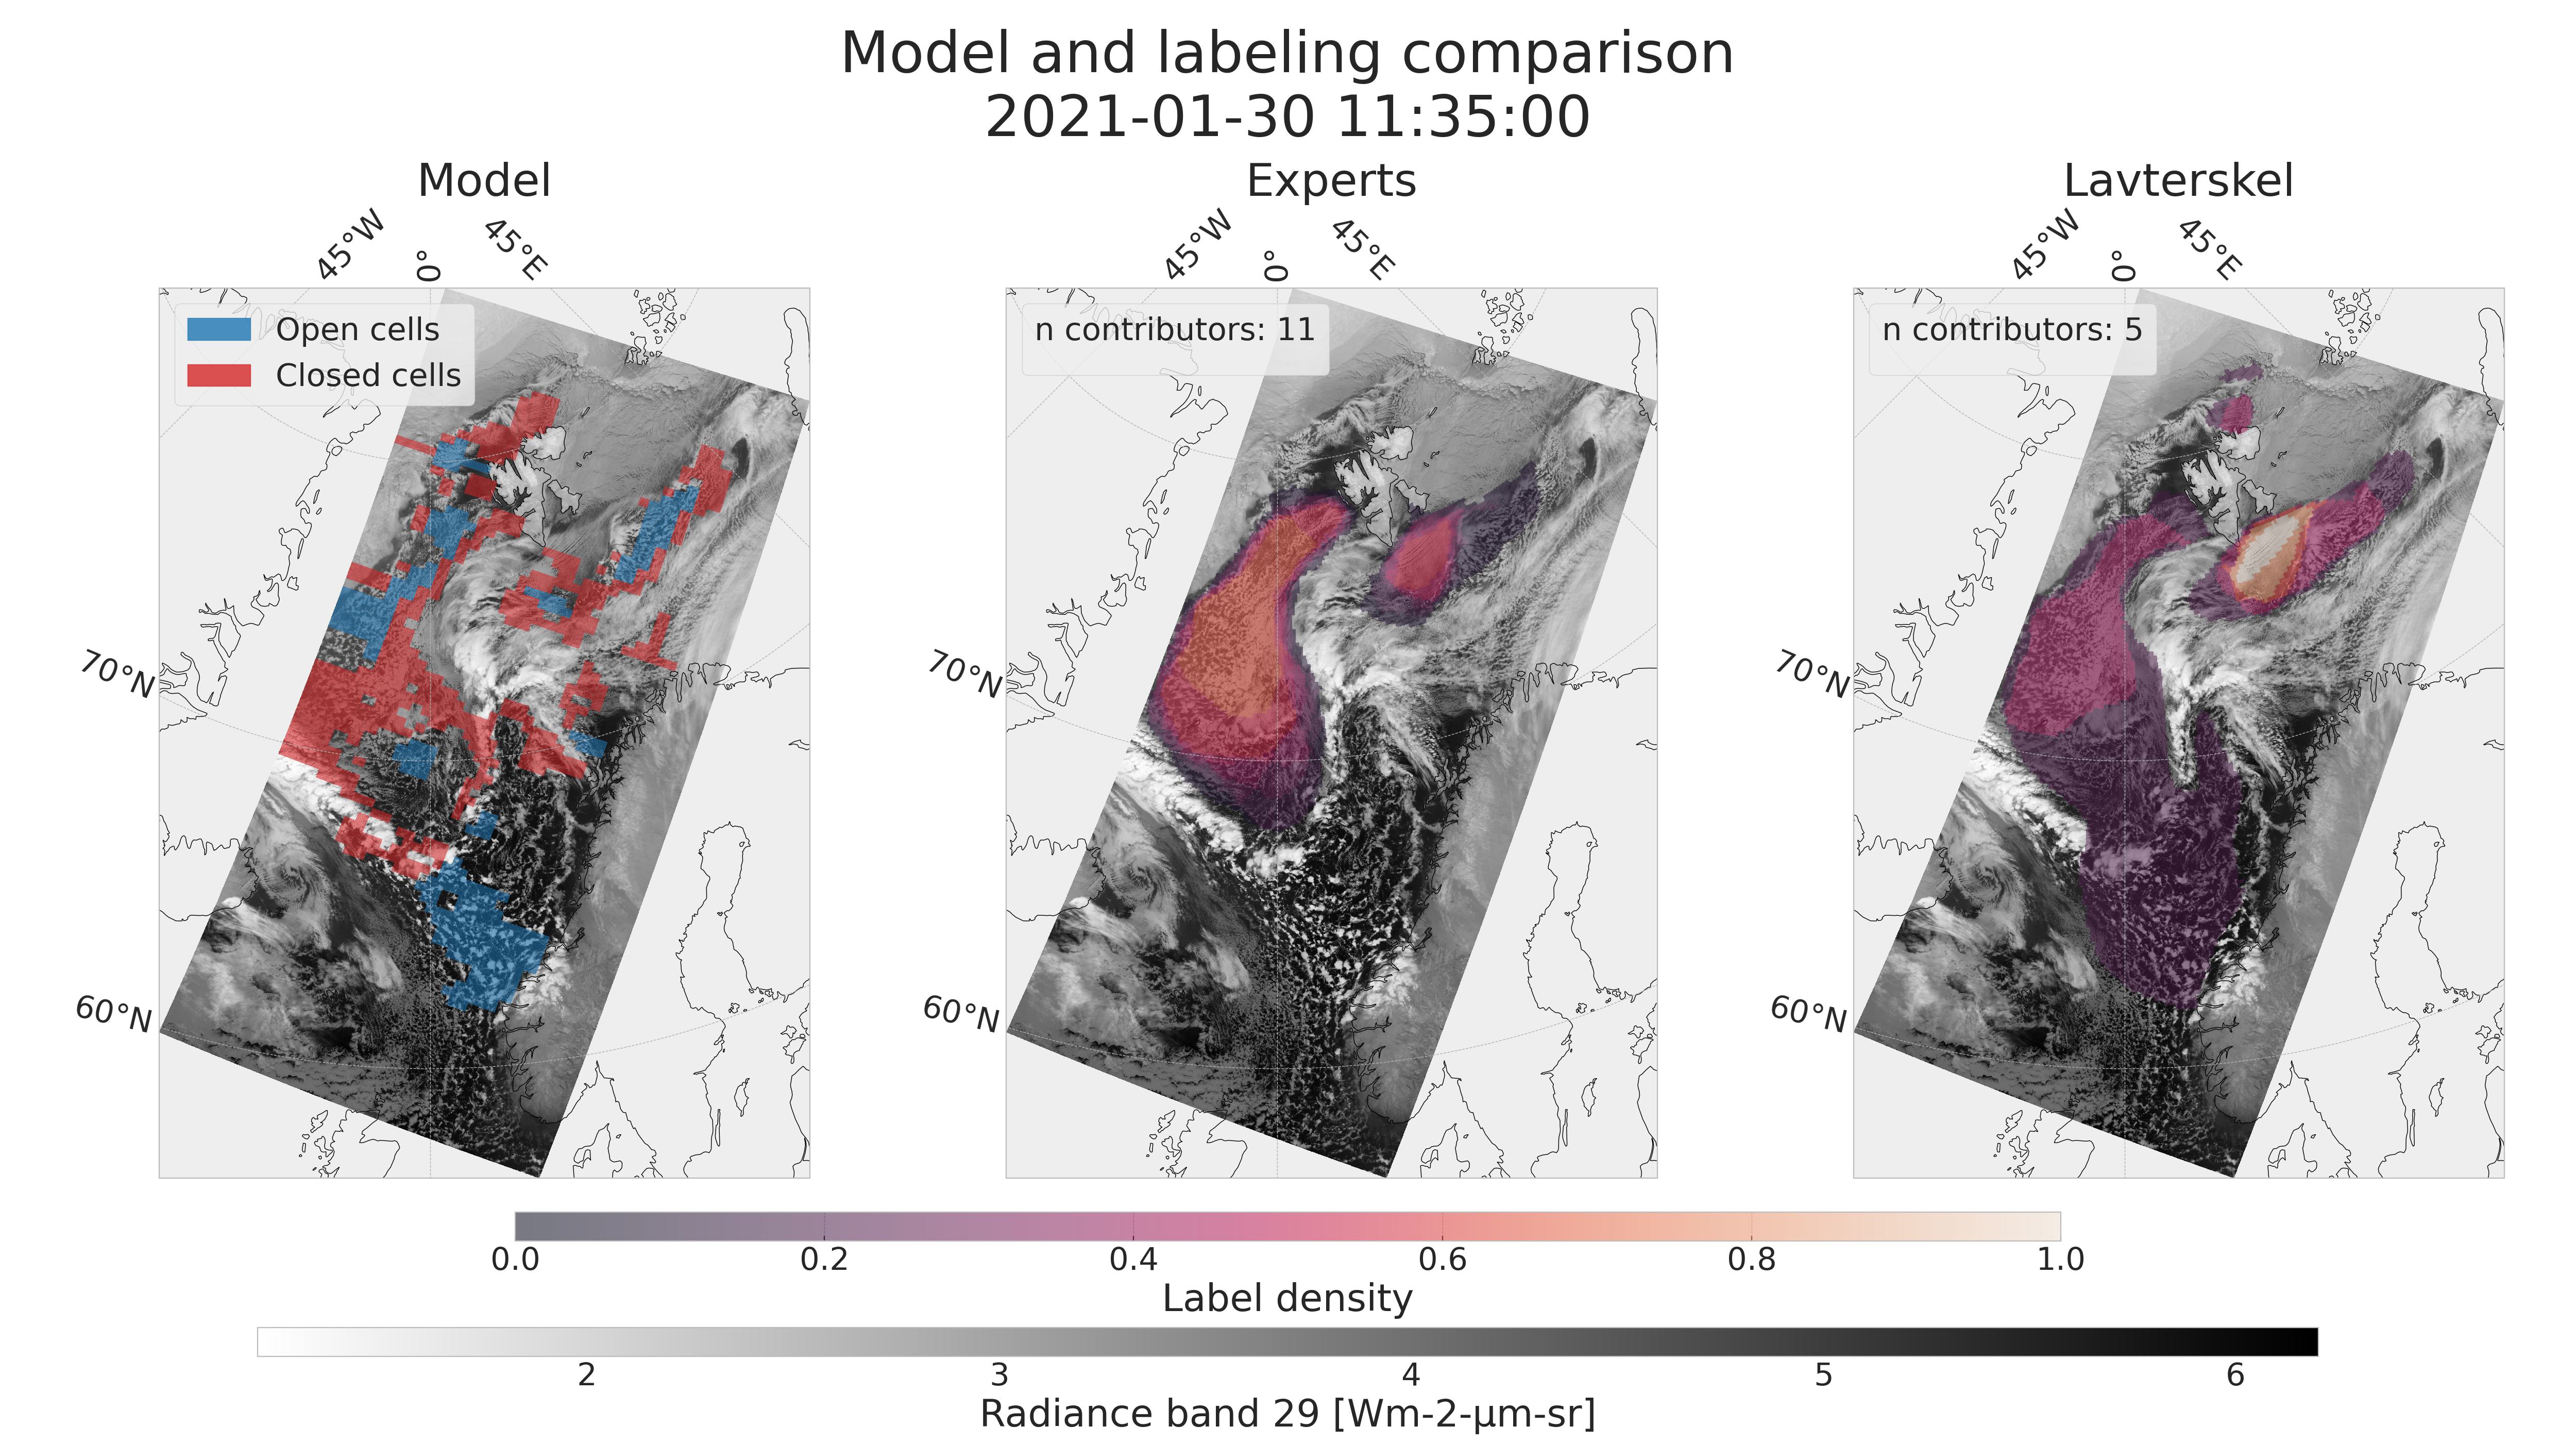 Model and labeling comparison
2021-01-30 11:35:00
Model
Experts
Lavterskel
45°W
0°
45°E
45°W
0°
45°E
45°W
0°
45°E
Open cells
Closed cells
n contributors: 11
n contributors: 5
70°N
70°N
70°N
60°N
60°N
60°N
0.0
0.2
0.4
0.6
0.8
1.0
Label density
2
3
4
5
6
Radiance band 29 [Wm-2-μm-sr]